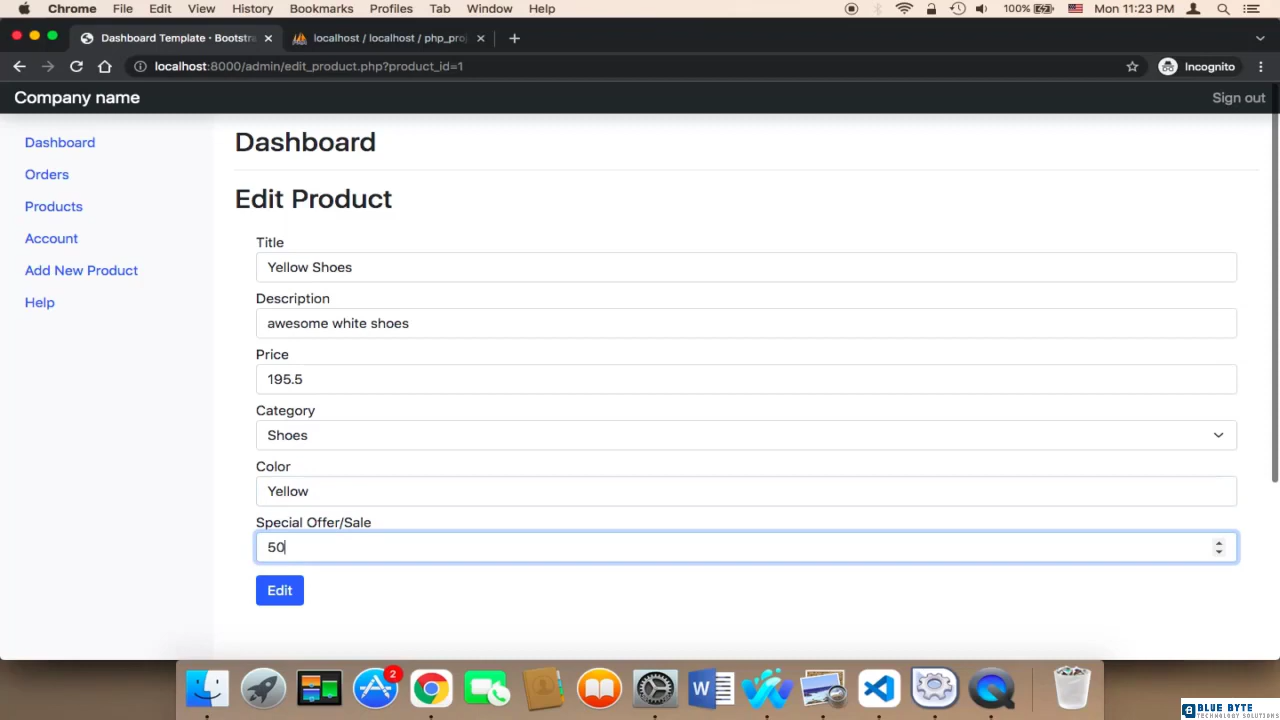 Chrome File Edit View History Bookmarks Profiles Tab Window Help 100% Mon 11:23 PM
Dashboard Template · Bootstra localhost / localhost / php_pro
localhost:8000/admin/edit_product.php?product_id=1 Incognito
Company name Sign out
Dashboard
Orders
Products
Account
Add New Product
Help
Dashboard
Edit Product
Title
Yellow Shoes
Description
awesome white shoes
Price
195.5
Category
Shoes
Color
Yellow
Special Offer/Sale
50
Edit
2
W
BLUE BYTE
TECHNOLOGY SOLUTIONS